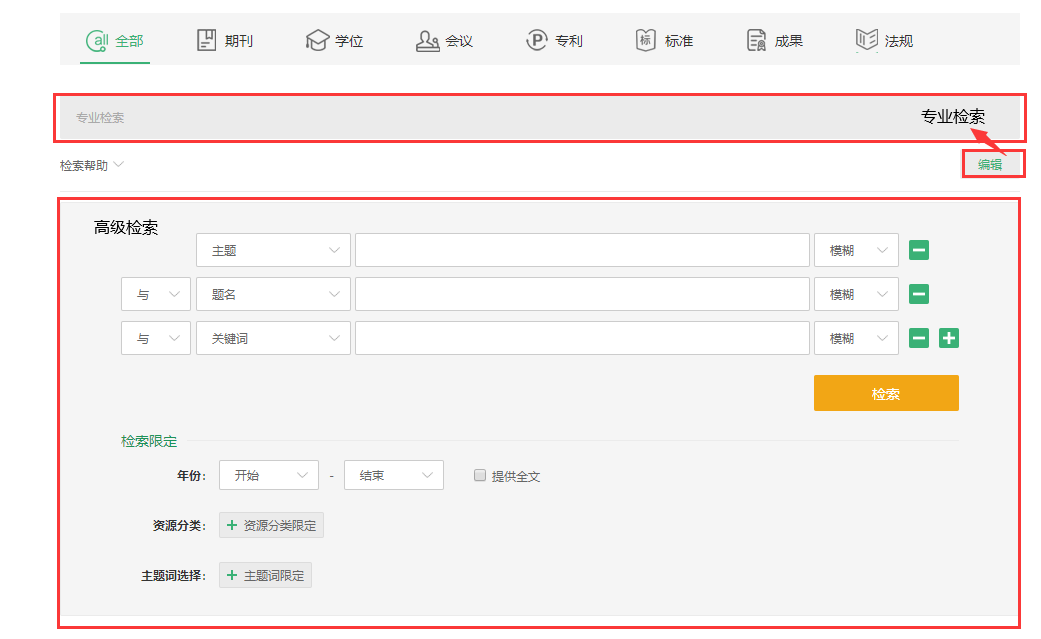 all 全部 期刊 学位 会议 P 专利 标 标准 成果 法规
专业检索 专业检索
检索帮助 编辑
高级检索
主题 模糊
与 题名 模糊
与 关键词 模糊
检索
检索限定
年份: 开始 - 结束 提供全文
资源分类: + 资源分类限定
主题词选择: + 主题词限定